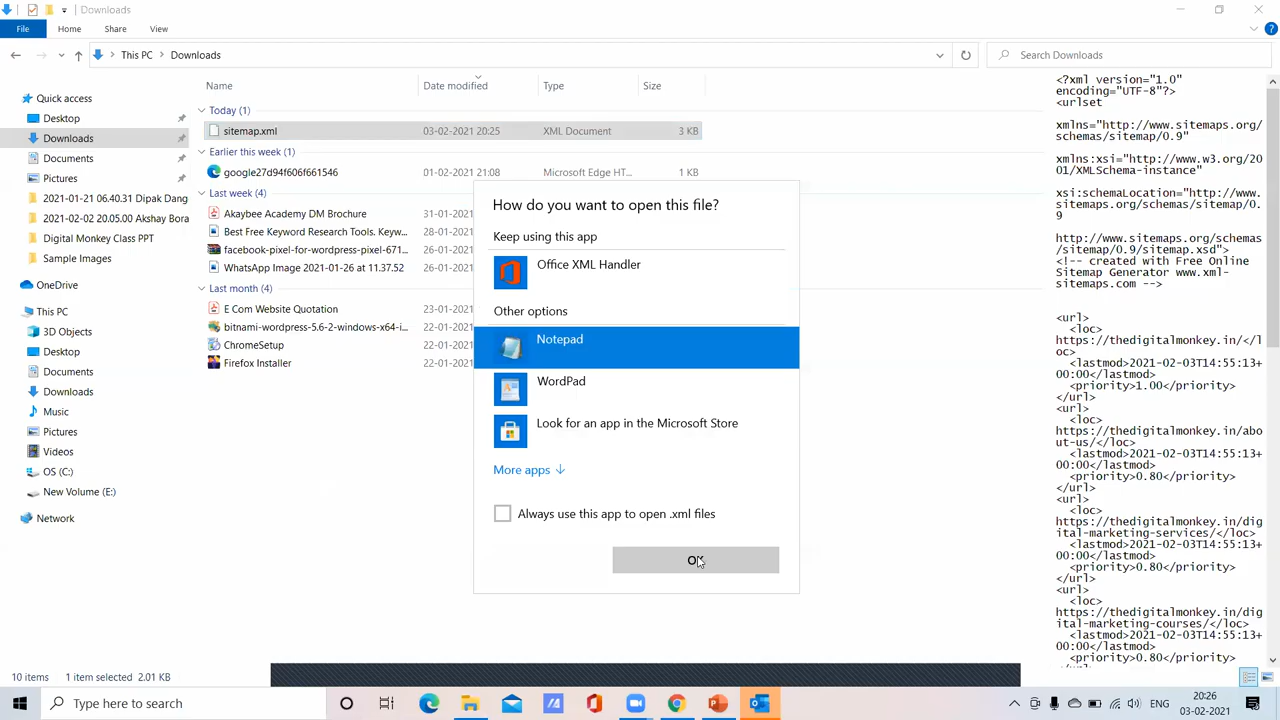 Downloads
File
Home
Share
View
This PC
Downloads
Search Downloads
Name
Date modified
Type
Size
Quick access
Desktop
Downloads
Documents
Pictures
2021-01-21 06.40.31 Dipak Dang
2021-02-02 20.05.00 Akshay Bora
Digital Monkey Class PPT
Sample Images
OneDrive
This PC
3D Objects
Desktop
Documents
Downloads
Music
Pictures
Videos
OS (C:)
New Volume (E:)
Network
Today (1)
sitemap.xml 03-02-2021 20:25 XML Document 3 KB
Earlier this week (1)
google27d94f606f661546 01-02-2021 21:08 Microsoft Edge HT... 1 KB
Last week (4)
Akaybee Academy DM Brochure 31-01-2021
Best Free Keyword Research Tools. Keyw... 28-01-2021
facebook-pixel-for-wordpress-pixel-671... 26-01-2021
WhatsApp Image 2021-01-26 at 11.37.52 26-01-2021
Last month (4)
E Com Website Quotation 23-01-2021
bitnami-wordpress-5.6-2-windows-x64-i... 22-01-2021
ChromeSetup 22-01-2021
Firefox Installer 22-01-2021
How do you want to open this file?
Keep using this app
Office XML Handler
Other options
Notepad
WordPad
Look for an app in the Microsoft Store
More apps
Always use this app to open .xml files
OK
<?xml version="1.0"
encoding="UTF-8"?>
<urlset
xmlns="http://www.sitemaps.org/
schemas/sitemap/0.9"
xmlns:xsi="http://www.w3.org/20
01/XMLSchema-instance"
xsi:schemaLocation="http://www.
sitemaps.org/schemas/sitemap/0.
9
http://www.sitemaps.org/schemas
/sitemap/0.9/sitemap.xsd">
<!-- created with Free Online
Sitemap Generator www.xml-
sitemaps.com -->
<url>
<loc>
https://thedigitalmonkey.in/</l
oc>
<lastmod>2021-02-03T14:55:13+
00:00</lastmod>
<priority>1.00</priority>
</url>
<url>
<loc>
https://thedigitalmonkey.in/abo
ut-us/</loc>
<lastmod>2021-02-03T14:55:13+
00:00</lastmod>
<priority>0.80</priority>
</url>
<url>
<loc>
https://thedigitalmonkey.in/dig
ital-marketing-services/</loc>
<lastmod>2021-02-03T14:55:13+
00:00</lastmod>
<priority>0.80</priority>
</url>
<url>
<loc>
https://thedigitalmonkey.in/dig
ital-marketing-courses/</loc>
<lastmod>2021-02-03T14:55:13+
00:00</lastmod>
<priority>0.80</priority>
10 items 1 item selected 2.01 KB
Type here to search
ENG
20:26
03-02-2021